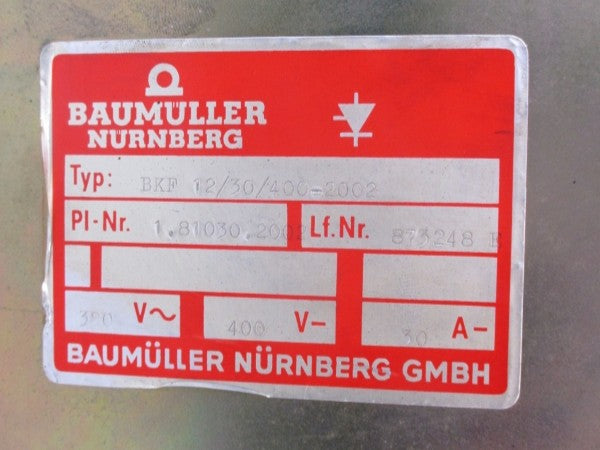 BAUMÜLLER
NÜRNBERG
Typ: BKF 12/30/400-2002
Pl-Nr. 1.81030.2002 Lf.Nr. 873248 E
380 V~ 400 V- 30 A-
BAUMÜLLER NÜRNBERG GMBH